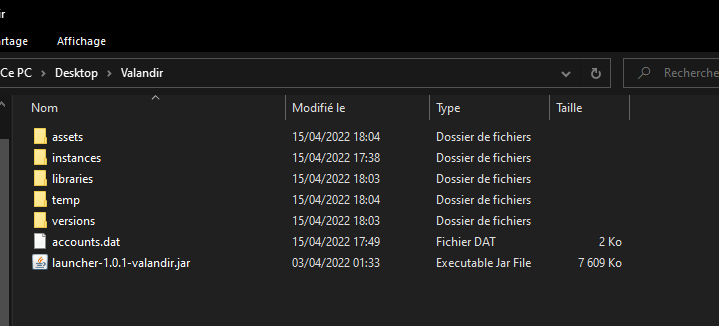 ir
rtage Affichage
Ce PC > Desktop > Valandir Recherche
Nom Modifié le Type Taille
assets 15/04/2022 18:04 Dossier de fichiers
instances 15/04/2022 17:38 Dossier de fichiers
libraries 15/04/2022 18:03 Dossier de fichiers
temp 15/04/2022 18:04 Dossier de fichiers
versions 15/04/2022 18:03 Dossier de fichiers
accounts.dat 15/04/2022 17:49 Fichier DAT 2 Ko
launcher-1.0.1-valandir.jar 03/04/2022 01:33 Executable Jar File 7 609 Ko